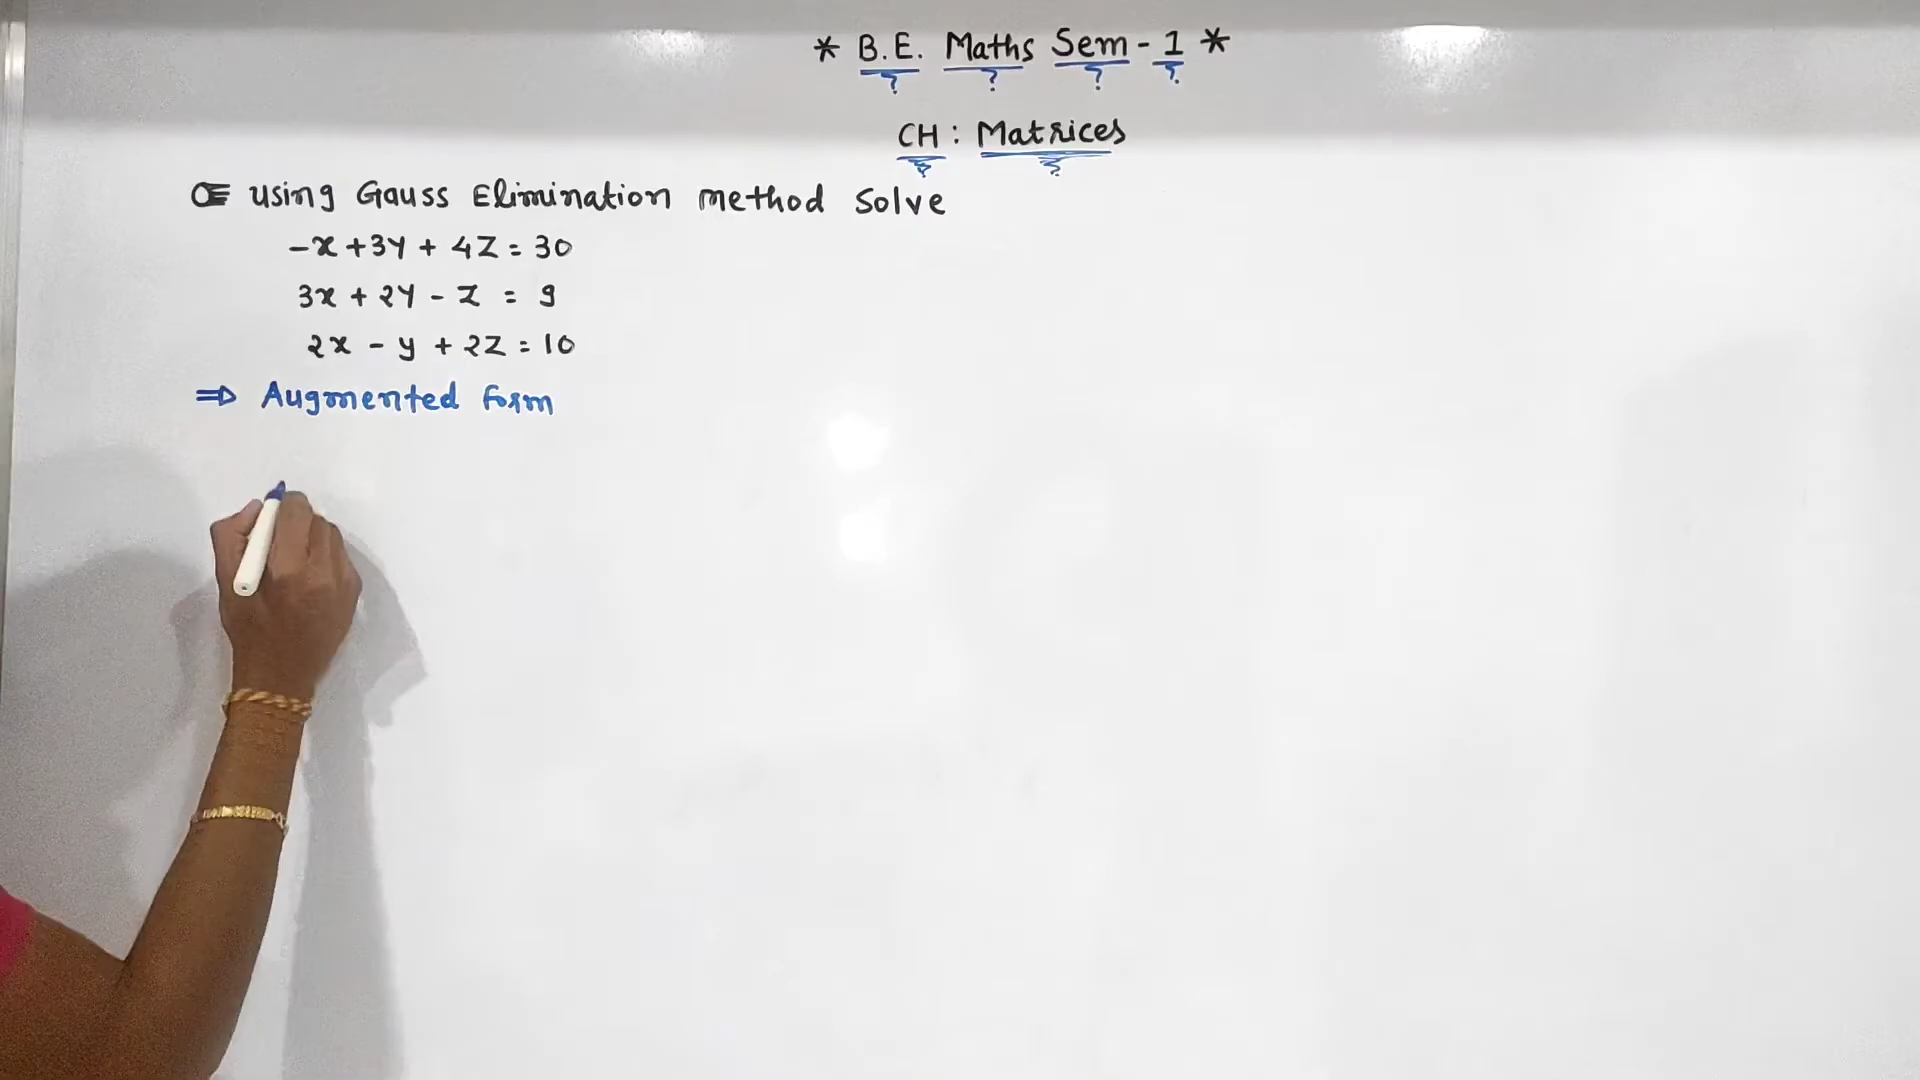 * B.E. Maths Sem-1 *
CH: Matrices
Using Gauss Elimination method Solve
-x+3y+4z=30
3x+2y-z=9
2x-y+2z=10
⇒ Augmented form